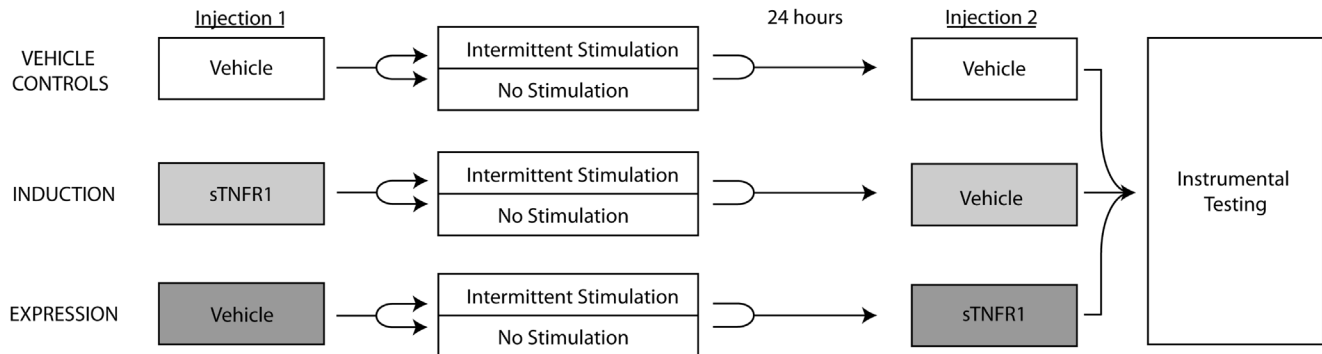 Injection 1
24 hours
Injection 2
VEHICLE
CONTROLS
Vehicle
Intermittent Stimulation
No Stimulation
Vehicle
INDUCTION
sTNFR1
Intermittent Stimulation
No Stimulation
Vehicle
Instrumental
Testing
EXPRESSION
Vehicle
Intermittent Stimulation
No Stimulation
sTNFR1